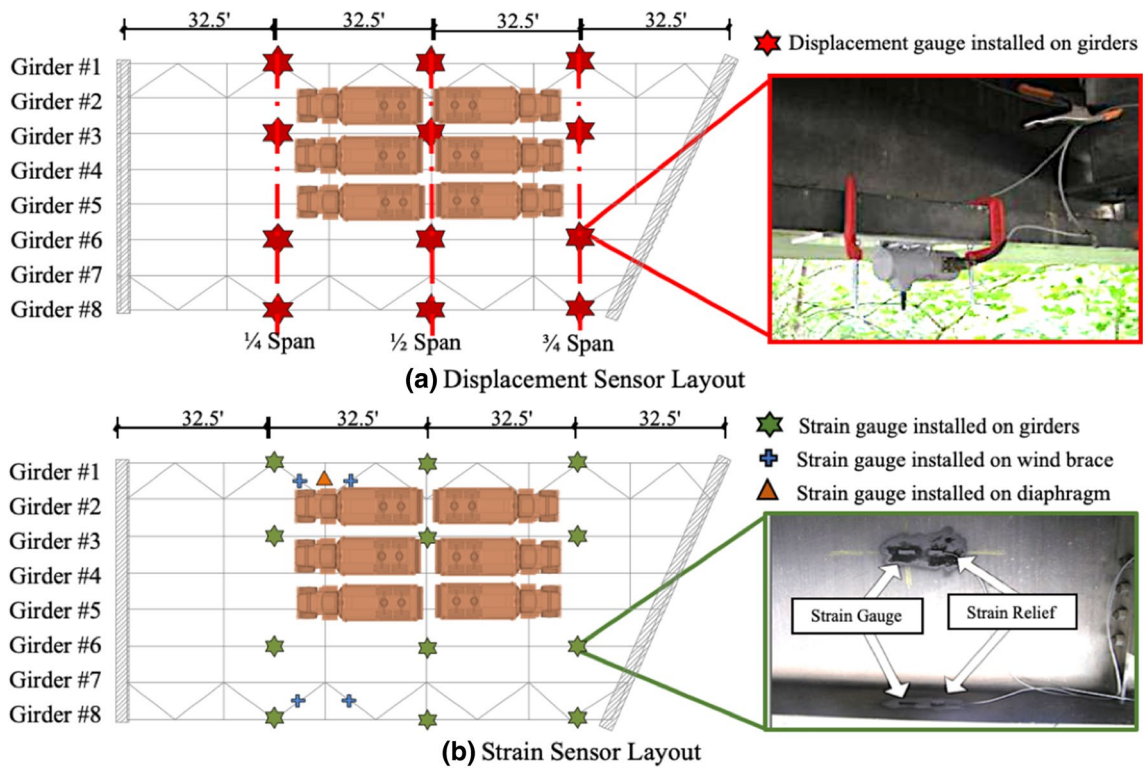 32.5' 32.5' 32.5' 32.5'
Displacement gauge installed on girders
Girder #1
Girder #2
Girder #3
Girder #4
Girder #5
Girder #6
Girder #7
Girder #8
¼ Span ½ Span ¾ Span
(a) Displacement Sensor Layout
32.5' 32.5' 32.5' 32.5'
Strain gauge installed on girders
Strain gauge installed on wind brace
Strain gauge installed on diaphragm
Girder #1
Girder #2
Girder #3
Girder #4
Girder #5
Girder #6
Girder #7
Girder #8
Strain Gauge
Strain Relief
(b) Strain Sensor Layout